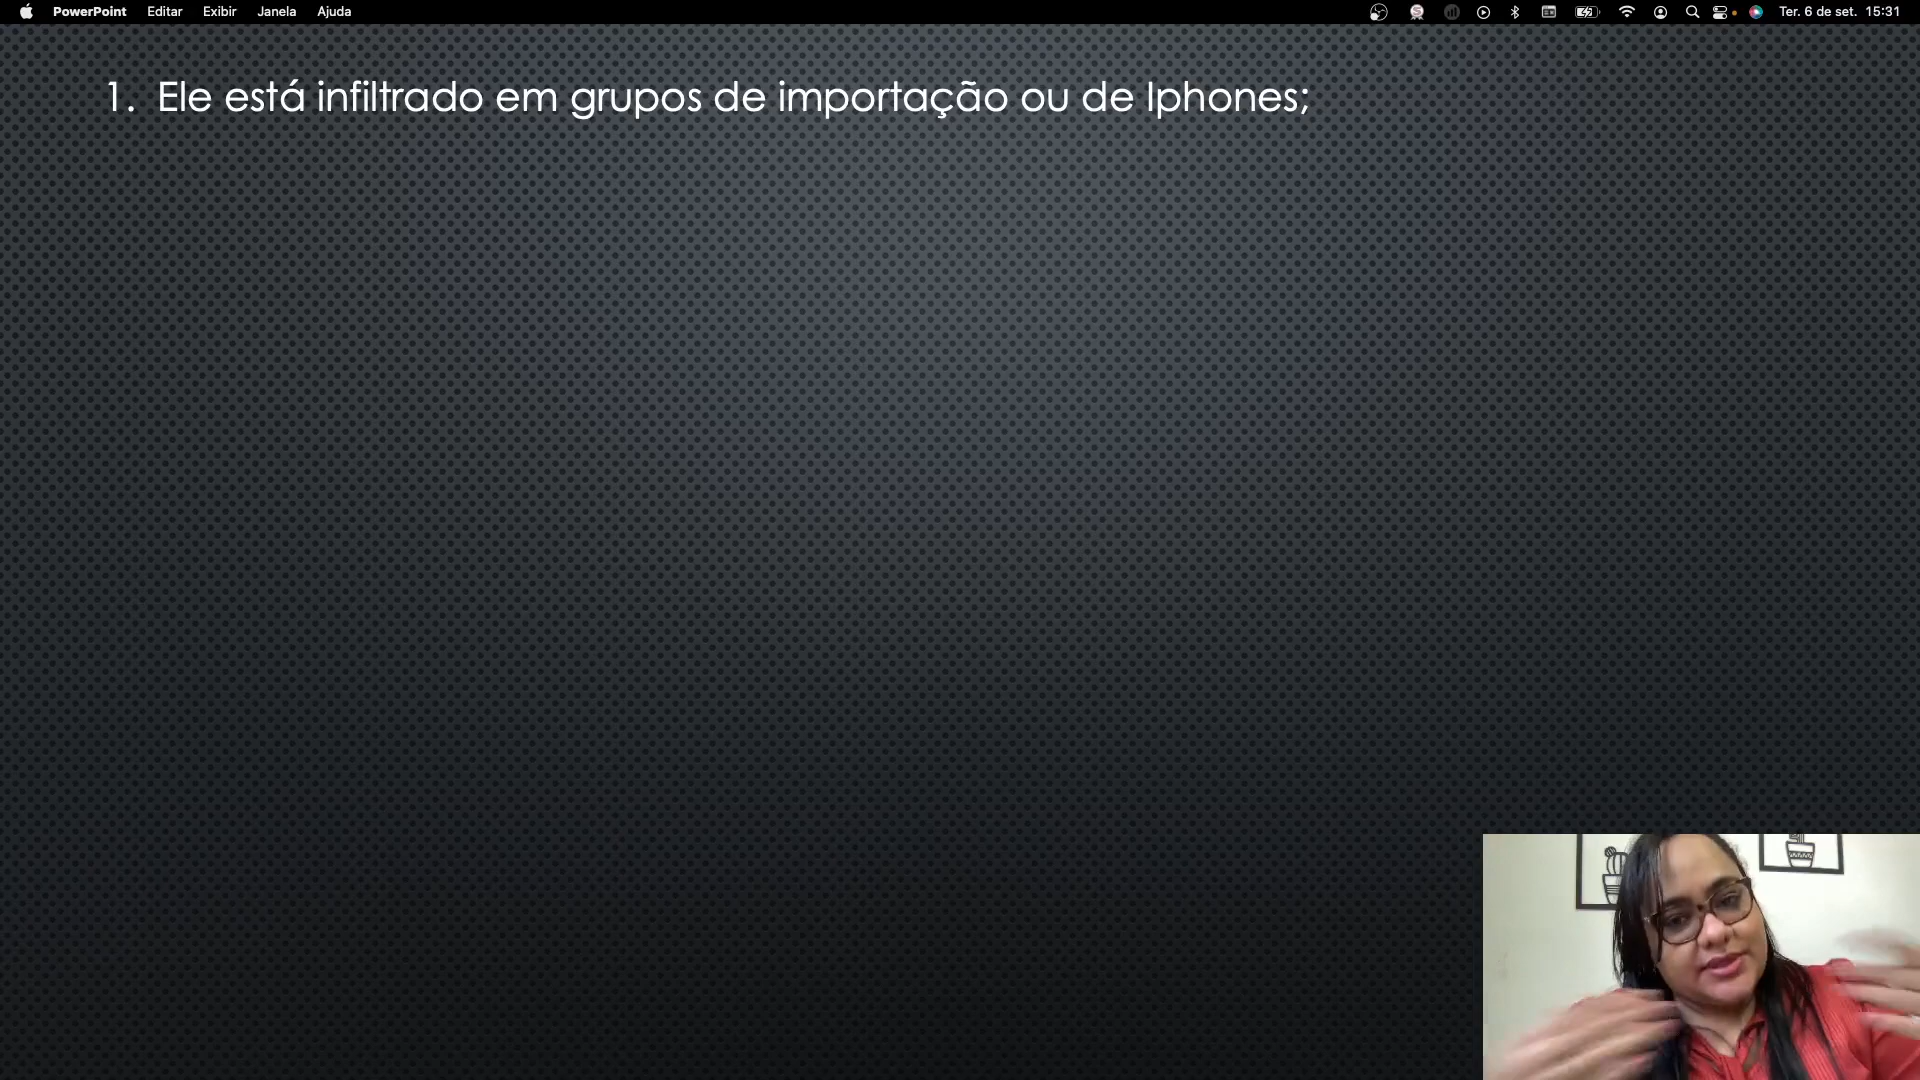 PowerPoint Editar Exibir Janela Ajuda Ter. 6 de set. 15:31
1. Ele está infiltrado em grupos de importação ou de Iphones;